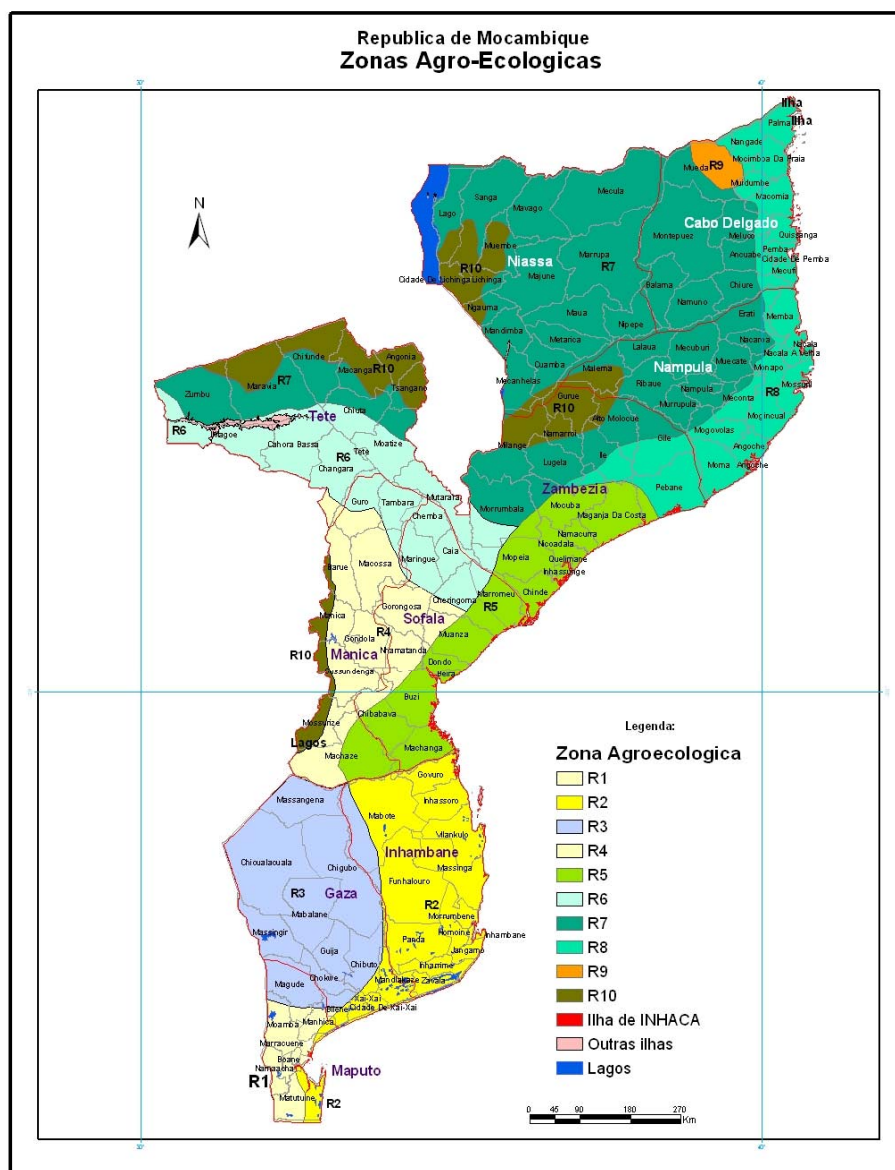 Republica de Mocambique
Zonas Agro-Ecologicas
N
Ilha
Ilha
Palma
Nangade
R9
Mueda
Mocimboa Da Praia
Muidumbe
Macomia
Mecula
Sanga
Mavago
Lago
Cabo Delgado
Montepuez
Meluco
Quissanga
Muembe
Pemba
Cidade De Pemba
Niassa
Marrupa
R7
Ancuabe
Mecufi
R10
Majune
Cidade De Lichinga
Lichinga
Balama
Chiure
Namuno
Ngauma
Maua
Erati
Memba
Mandimba
Nipepe
Metarica
Lalaua
Mecuburi
Nacaroa
Nacala
Nacala A Velha
Chifunde
Angonia
Macanga
R10
Cuamba
Malema
Nampula
Muecate
Monapo
R7
Maravia
Tsangano
Mecanhelas
Ribaue
Nampula
Mossuril
Zumbu
Gurue
R10
Murrupula
Meconta
R8
Tete
Chiuta
Alto Molocue
Mogincual
R6
Magoe
Milange
Namarroi
Mogovolas
Cahora Bassa
Tete
Moatize
R6
Ile
Gile
Angoche
Changara
Lugela
Moma
Angoche
Mutarara
Zambezia
Pebane
Guro
Tambara
Chemba
Morrumbala
Mocuba
Maganja Da Costa
Namacurra
Barue
Macossa
Maringue
Caia
Nicoadala
Mopeia
Quelimane
Inhassunge
Cheringoma
Marromeu
Chinde
Gorongosa
R5
Manica
Sofala
Muanza
Gondola
R4
Nhamatanda
R10
Manica
Sussundenga
Dondo
Beira
Buzi
Mossurize
Chibabava
Lagos
Machaze
Machanga
Govuro
Massangena
Inhassoro
Mabote
Vilankulo
Inhambane
Chigubo
Massinga
Funhalouro
R3
Gaza
R2
Mabalane
Morrumbene
Massingir
Homoine
Inhambane
Panda
Guija
Jangamo
Chibuto
Inharrime
Chokwe
Mandlakaze
Zavala
Magude
Xai-Xai
Bilene
Cidade De Xai-Xai
Manhica
Moamba
Marracuene
Boane
Namaacha
Maputo
R1
Matutuine
R2
Legenda:
Zona Agroecologica
R1
R2
R3
R4
R5
R6
R7
R8
R9
R10
Ilha de INHACA
Outras ilhas
Lagos
0 45 90 180 270
Km